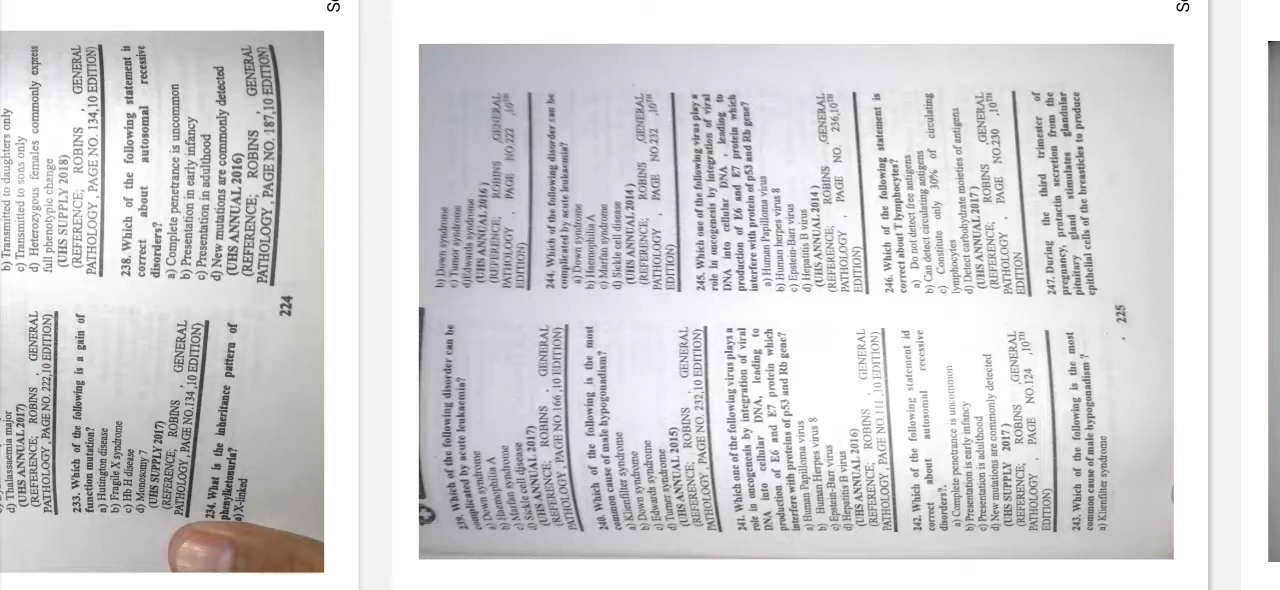 d) Thalassaemia major
(UHS ANNUAL 2017)
(REFERENCE; ROBINS , GENERAL
PATHOLOGY , PAGE NO. 222,10 EDITION)
233. Which of the following is a gain of
function mutation?
a) Hutington disease
b) Fragile X syndrome
c) Hb H disease
d) Monosomy 7
(UHS SUPPLY 2017)
(REFERENCE; ROBINS , GENERAL
PATHOLOGY , PAGE NO.134 ,10 EDITION)
234. What is the inheritance pattern of
phenylketonuria?
a) X-linked
b) Transmitted to daughters only
c) Transmitted to sons only
d) Heterozygous females commonly express
full phenotypic change
(UHS SUPPLY 2018)
(REFERENCE; ROBINS , GENERAL
PATHOLOGY , PAGE NO. 134,10 EDITION)
238. Which of the following statement is
correct about autosomal recessive
disorders?
a) Complete penetrance is uncommon
b) Presentation in early infancy
c) Presentation in adulthood
d) New mutations are commonly detected
(UHS ANNUAL 2016)
(REFERENCE; ROBINS , GENERAL
PATHOLOGY , PAGE NO. 187,10 EDITION)
224
239. Which of the following disorder can be
complicated by acute leukaemia?
a) Down syndrome
b) Haemophilia A
c) Marfan syndrome
d) Sickle cell dpsease
(UHS ANNUAL 2017)
(REFERENCE; ROBINS , GENERAL
PATHOLOGY , PAGE NO.166 ,10 EDITION)
240. Which of the following is the most
common cause of male hypogonadism?
a) Klienfilter syndrome
b) Down syndrome
c) Edwards syndrome
d) Tumer syndrome
(UHS ANNUAL 2015)
(REFERENCE; ROBINS , GENERAL
PATHOLOGY , PAGE NO. 232,10 EDITION)
241. Which one of the following virus plays a
role in oncogenesis by integration of viral
DNA into cellular DNA, leading to
production of E6 and E7 protein which
interfere with proteins of p53 and Rb gene?
a) Human Papilloma virus
b) Human Herpes virus 8
c) Epstein-Barr virus
d) Hepetitis B virus
(UHS ANNUAL 2016)
(REFERENCE; ROBINS , GENERAL
PATHOLOGY , PAGE NO.111 ,10 EDITION)
242. Which of the following statement id
correct about autosomal recessive
disorders?.
a) Complete penetrance is uncommon
b) Presentation is early infancy
c) Presentation is adulthood
d) New mutations are commonly detected
(UHS SUPPLY 2017)
(REFERENCE; ROBINS ,GENERAL
PATHOLOGY , PAGE NO.124 ,10TH
EDITION)
243. Which of the following is the most
common cause of male hypogonadism ?
a) Klenfilter syndrome
b) Down syndrome
c) Tumor syndrome
d)Edwards syndrome
(UHS ANNUAL 2016 )
(REFERENCE; ROBINS ,GENERAL
PATHOLOGY , PAGE NO.222 ,10TH
EDITION)
244. Which of the following disorder can be
complicated by acute leukaemia?
a) Down syndrome
b) Haemophilia A
c) Mafan syndrome
d) Sickle cell disease
(UHS ANNUAL 2014 )
(REFERENCE; ROBINS ,GENERAL
PATHOLOGY , PAGE NO.232 ,10TH
EDITION)
245. Which one of the following virus play a
role in oncogenesis by integration of viral
DNA into cellular DNA , leading to
production of E6 and E7 protein which
interfere with protein of p53 and Rb gene?
a) Human Papilloma virus
b) Human herpes virus 8
c) Epstein-Barr virus
d) Hepatitis B virus
(UHS ANNUAL 2014)
(REFERENCE; ROBINS ,GENERAL
PATHOLOGY , PAGE NO. 236,10TH
EDITION)
246. Which of the following statement is
correct about T lymphocytes?
a) Do not detect free antigens
b) Can detect circulating antigens
c) Constitute only 30% of circulating
lymphocytes
d) Detect carbohydrate moieties of antigens
(UHS ANNUAL 2017 )
(REFERENCE; ROBINS ,GENERAL
PATHOLOGY , PAGE NO.230 ,10TH
EDITION
247. During the third trimester of
pregnancy, protactin secretion from the
pituitary gland stimulates glandular
epithelial cells of the breasticles to produce
225